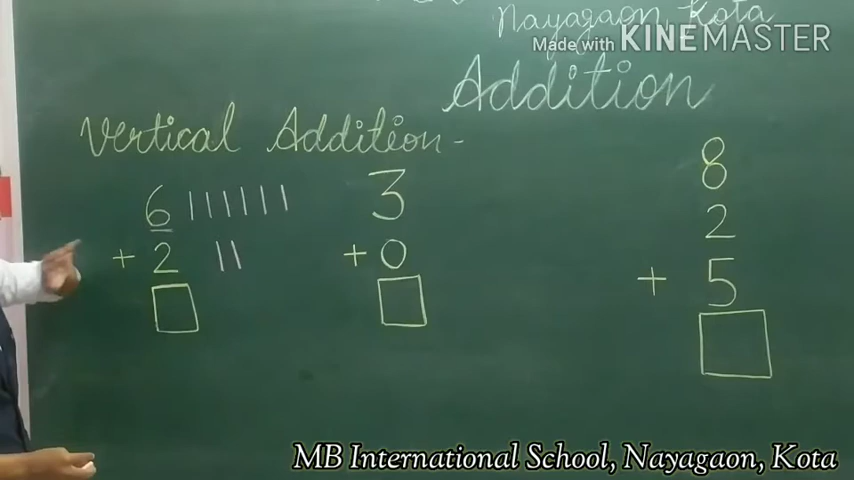 Nayagaon, Kota
Made with KINEMASTER
Addition
Vertical Addition-
6 | | | | | |
+ 2 | |
3
+ 0
8
2
+ 5
MB International School, Nayagaon, Kota